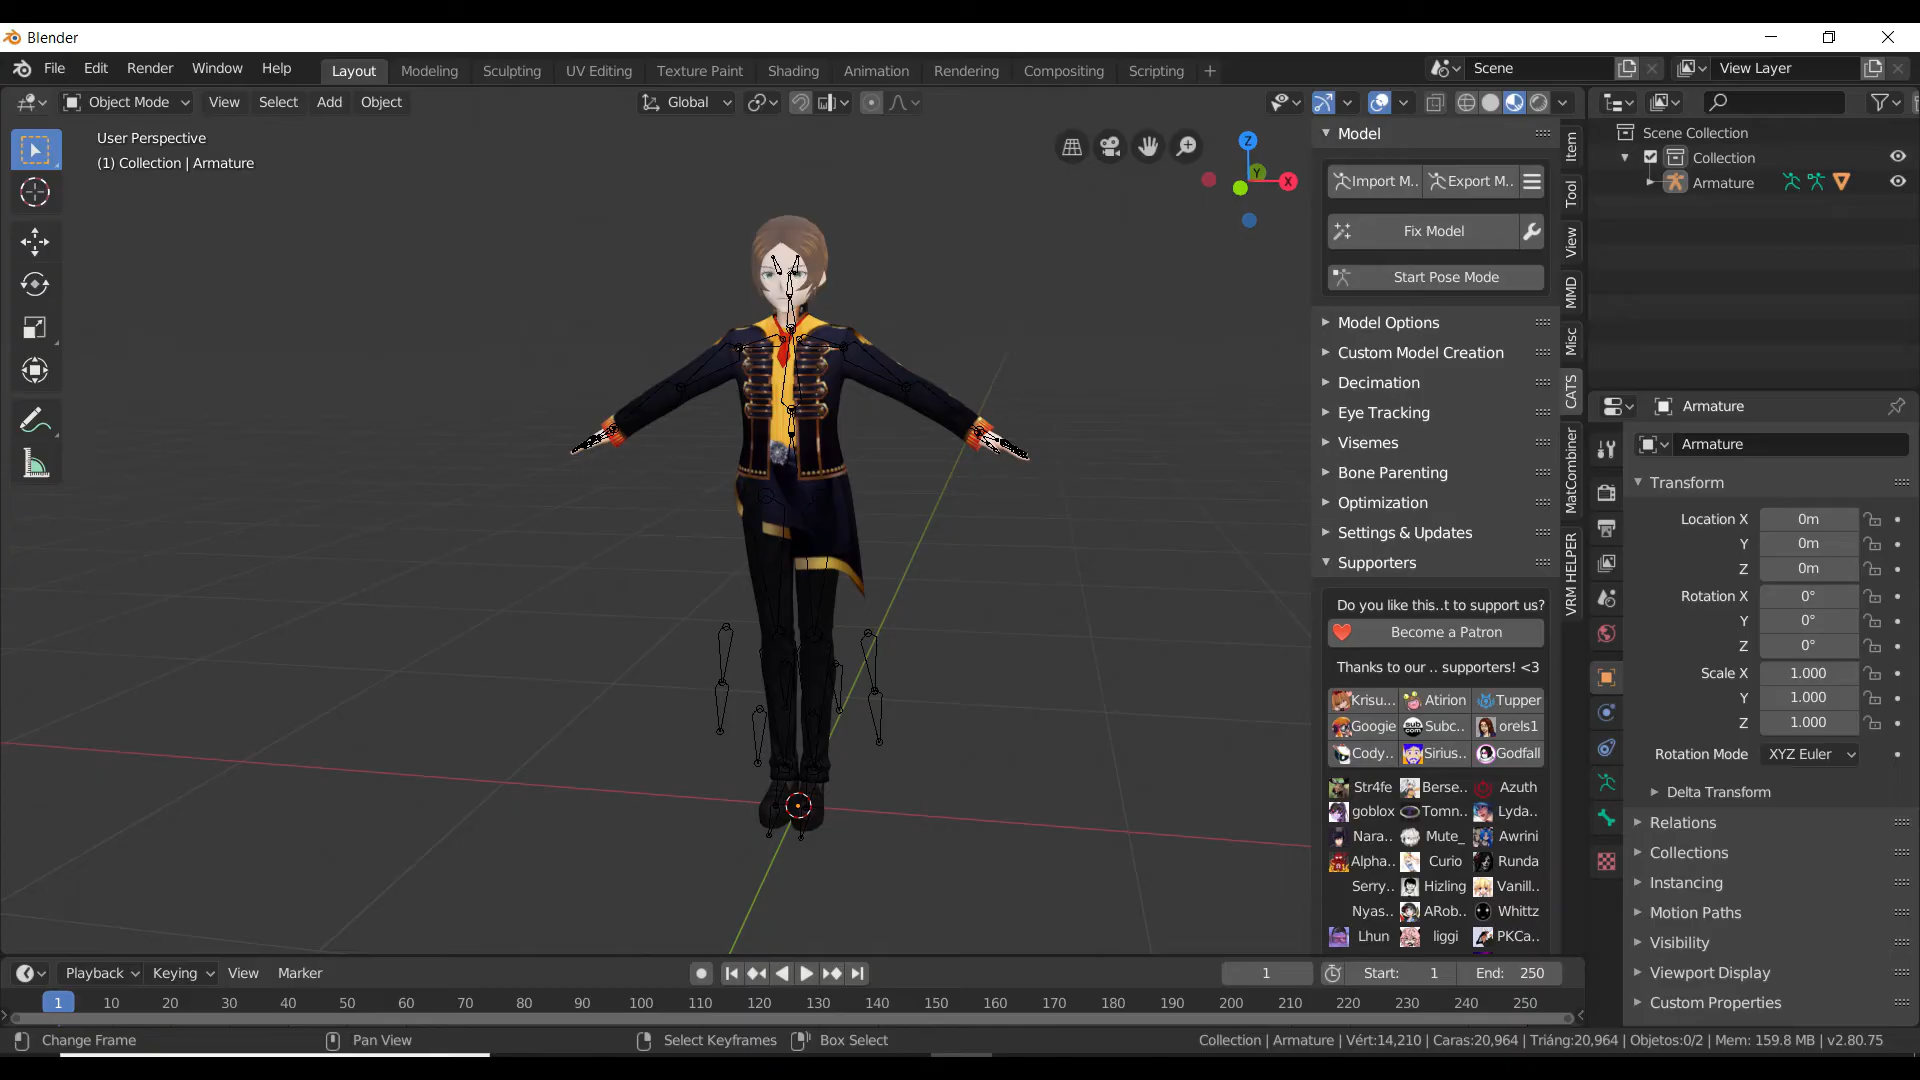 Blender
File Edit Render Window Help Layout Modeling Sculpting UV Editing Texture Paint Shading Animation Rendering Compositing Scripting + Scene View Layer
Object Mode View Select Add Object Global
User Perspective
(1) Collection | Armature
Z
Y
X
Model
Import M..
Export M..
Fix Model
Start Pose Mode
Model Options
Custom Model Creation
Decimation
Eye Tracking
Visemes
Bone Parenting
Optimization
Settings & Updates
Supporters
Do you like this..t to support us?
Become a Patron
Thanks to our .. supporters! <3
Krisu... Atirion Tupper
Googie Subc.. orels1
Cody.. Sirius.. Godfall
Str4fe Berse.. Azuth
goblox Tomn.. Lyda..
Nara.. Mute_ Awrini
Alpha.. Curio Runda
Serry.. Hizling Vanill..
Nyas.. ARob.. Whittz
Lhun liggi PKCa..
Item
Tool
View
MMD
Misc
CATS
MatCombiner
VRM HELPER
Scene Collection
Collection
Armature
Armature
Armature
Transform
Location X 0m
Y 0m
Z 0m
Rotation X 0°
Y 0°
Z 0°
Scale X 1.000
Y 1.000
Z 1.000
Rotation Mode XYZ Euler
Delta Transform
Relations
Collections
Instancing
Motion Paths
Visibility
Viewport Display
Custom Properties
Playback Keying View Marker 1 Start: 1 End: 250
1 10 20 30 40 50 60 70 80 90 100 110 120 130 140 150 160 170 180 190 200 210 220 230 240 250
Change Frame Pan View Select Keyframes Box Select Collection | Armature | Vért:14,210 | Caras:20,964 | Triáng:20,964 | Objetos:0/2 | Mem: 159.8 MB | v2.80.75